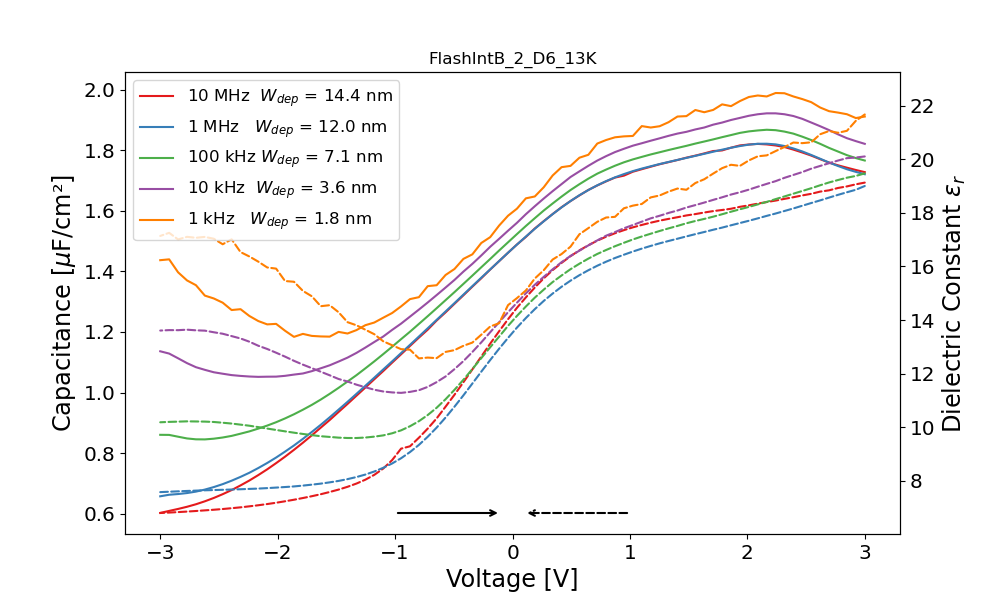 FlashIntB_2_D6_13K
10 MHz W_dep = 14.4 nm
1 MHz W_dep = 12.0 nm
100 kHz W_dep = 7.1 nm
10 kHz W_dep = 3.6 nm
1 kHz W_dep = 1.8 nm
Capacitance [µF/cm²]
2.0
1.8
1.6
1.4
1.2
1.0
0.8
0.6
22
20
18
16
14
12
10
8
Dielectric Constant ε_r
−3 −2 −1 0 1 2 3
Voltage [V]